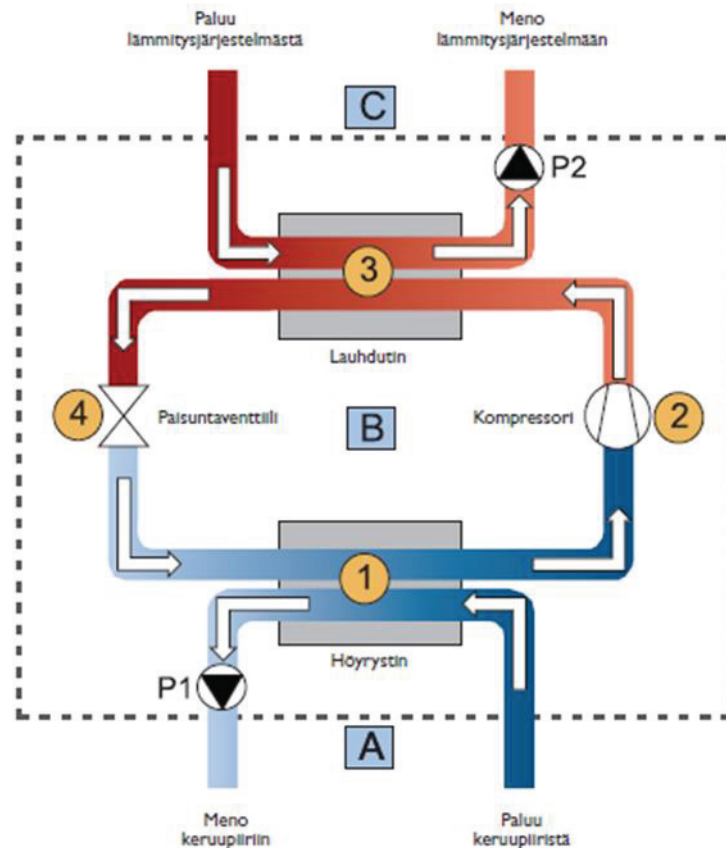 Paluu
lämmitysjärjestelmästä
Meno
lämmitysjärjestelmään
C
P2
3
Lauhdutin
4
Paisuntaventtiili
B
Kompressori
2
1
Höyrystin
P1
A
Meno
keruupiiriin
Paluu
keruupiiristä